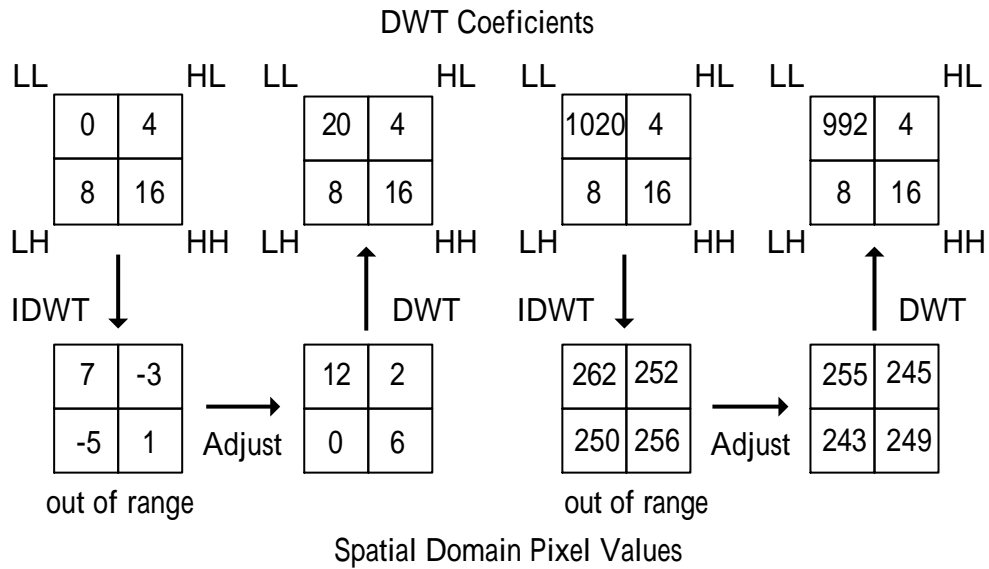 DWT Coeficients
LL HL LL HL LL HL LL HL
0 4 20 4 1020 4 992 4
8 16 8 16 8 16 8 16
LH HH LH HH LH HH LH HH
IDWT DWT IDWT DWT
7 -3 12 2 262 252 255 245
Adjust Adjust
-5 1 0 6 250 256 243 249
out of range out of range
Spatial Domain Pixel Values